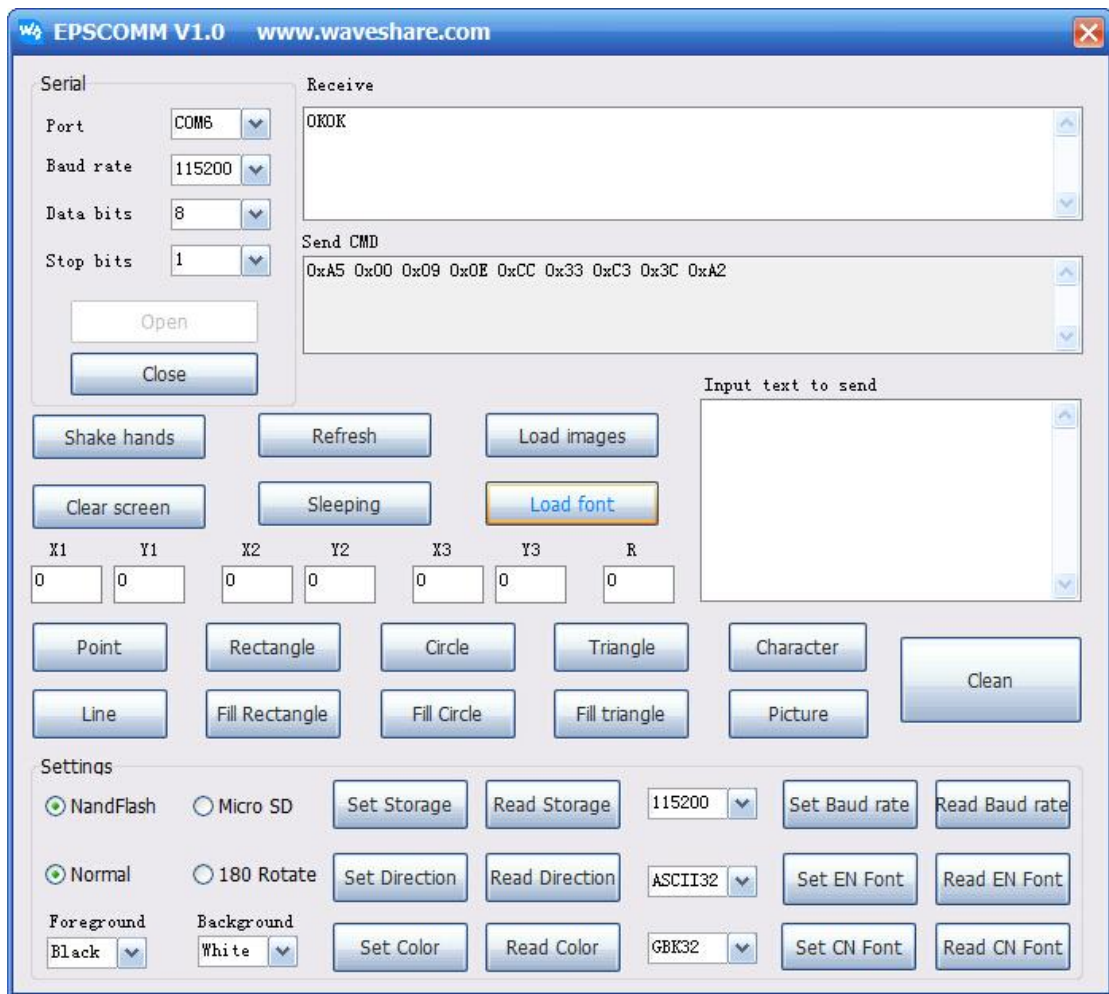 EPSCOMM V1.0 www.waveshare.com
Serial
Port COM6
Baud rate 115200
Data bits 8
Stop bits 1
Open
Close
Receive
OKOK
Send CMD
0xA5 0x00 0x09 0x0E 0xCC 0x33 0xC3 0x3C 0xA2
Input text to send
Shake hands Refresh Load images
Clear screen Sleeping Load font
X1 Y1 X2 Y2 X3 Y3 R
0 0 0 0 0 0 0
Point Rectangle Circle Triangle Character
Clean
Line Fill Rectangle Fill Circle Fill triangle Picture
Settings
NandFlash Micro SD Set Storage Read Storage 115200 Set Baud rate Read Baud rate
Normal 180 Rotate Set Direction Read Direction ASCII32 Set EN Font Read EN Font
Foreground Background
Black White Set Color Read Color GBK32 Set CN Font Read CN Font